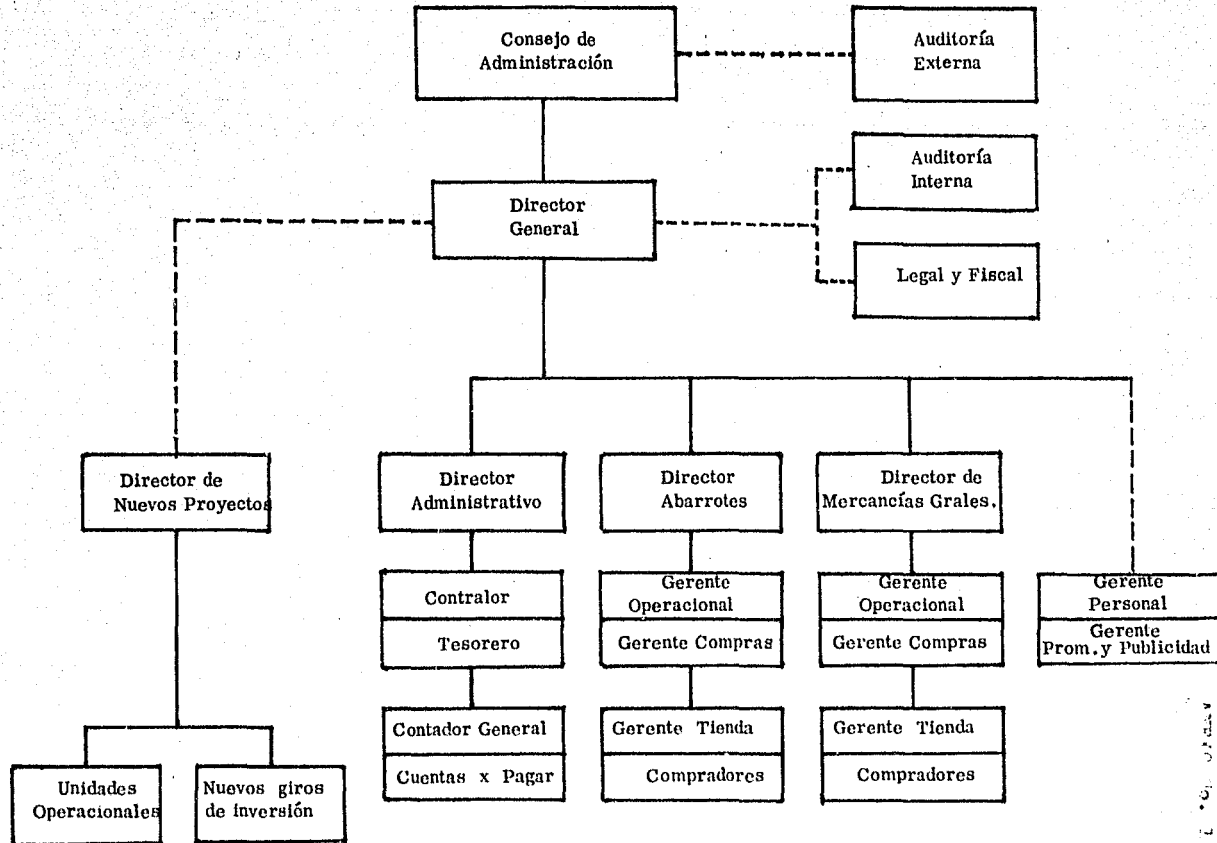 Consejo de
Administración
Auditoría
Externa
Auditoría
Interna
Director
General
Legal y Fiscal
Director de
Nuevos Proyectos
Director
Administrativo
Director
Abarrotes
Director de
Mercancías Grales.
Contralor
Tesorero
Gerente
Operacional
Gerente Compras
Gerente
Operacional
Gerente Compras
Gerente
Personal
Gerente
Prom. y Publicidad
Contador General
Cuentas x Pagar
Gerente Tienda
Compradores
Gerente Tienda
Compradores
Unidades
Operacionales
Nuevos giros
de inversión